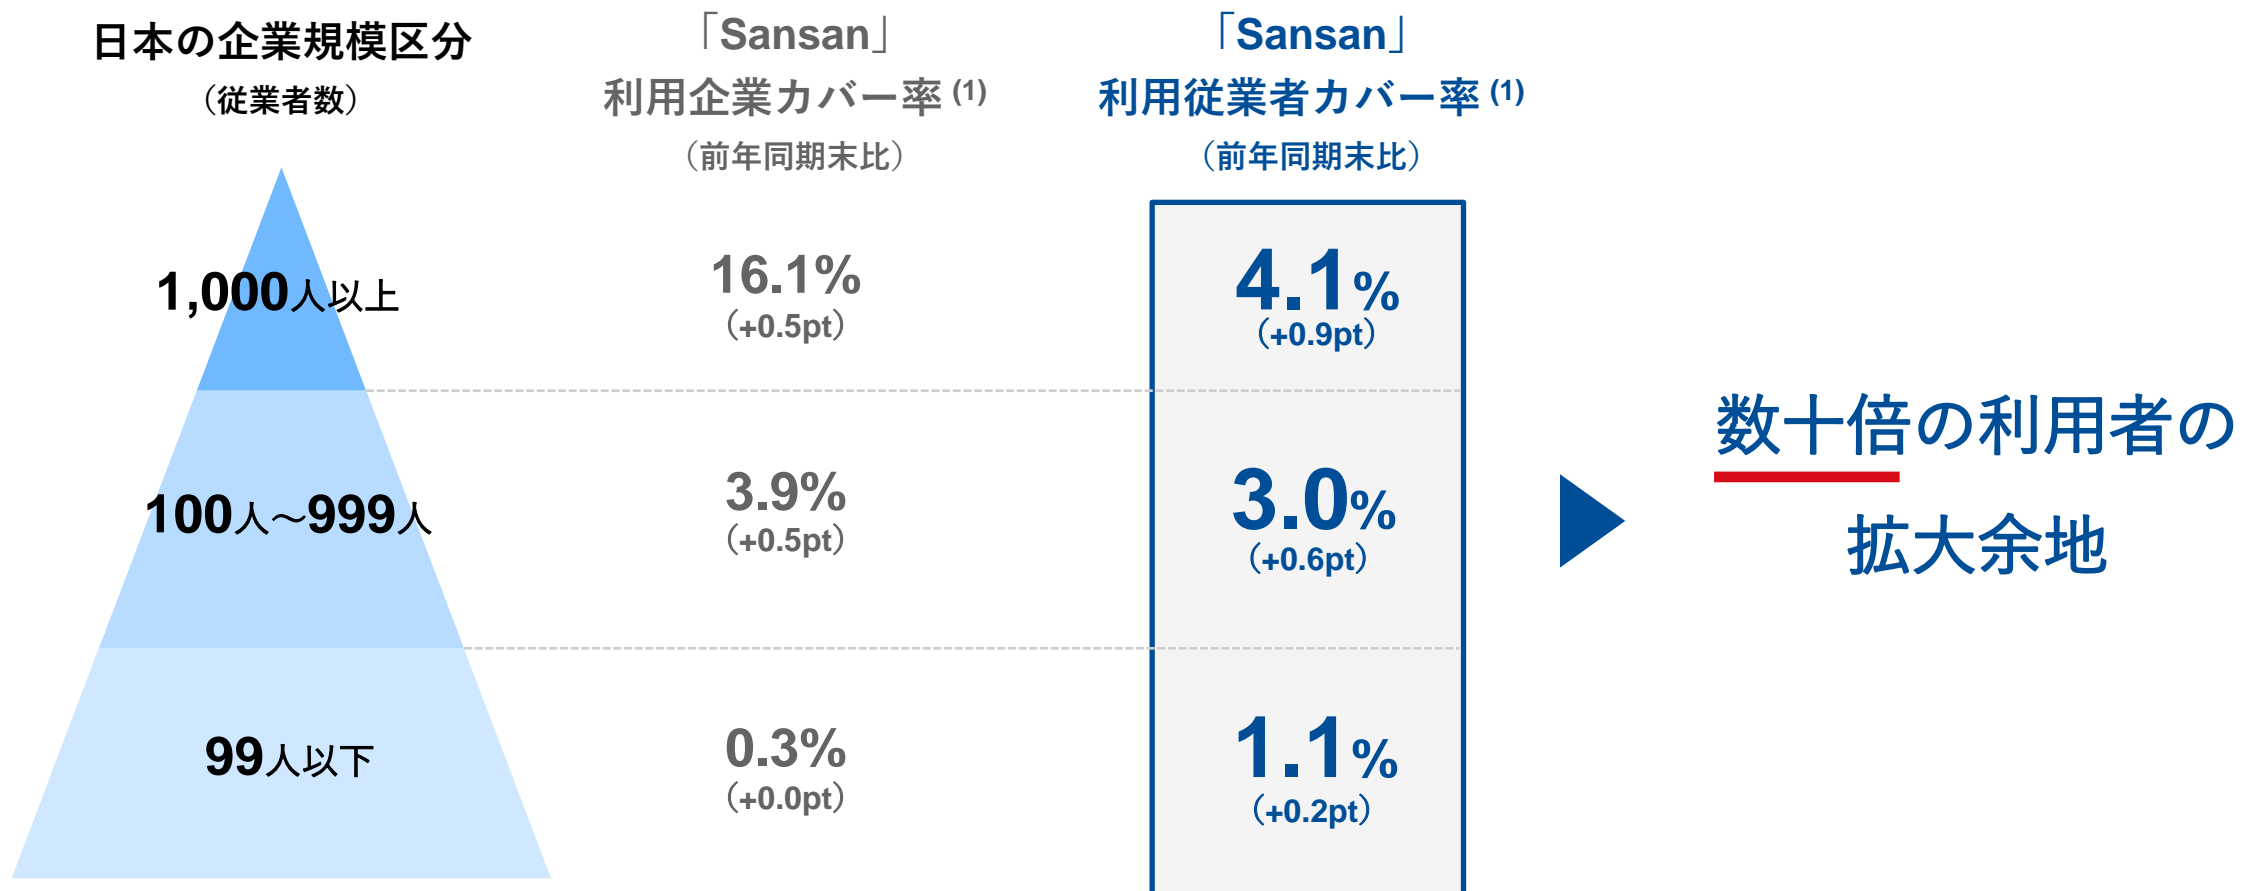 日本の企業規模区分
（従業者数）
「Sansan」
利用企業カバー率 (1)
（前年同期末比）
「Sansan」
利用従業者カバー率 (1)
（前年同期末比）
1,000人以上
16.1%
（+0.5pt）
4.1%
（+0.9pt）
100人～999人
3.9%
（+0.5pt）
3.0%
（+0.6pt）
99人以下
0.3%
（+0.0pt）
1.1%
（+0.2pt）
数十倍の利用者の
拡大余地